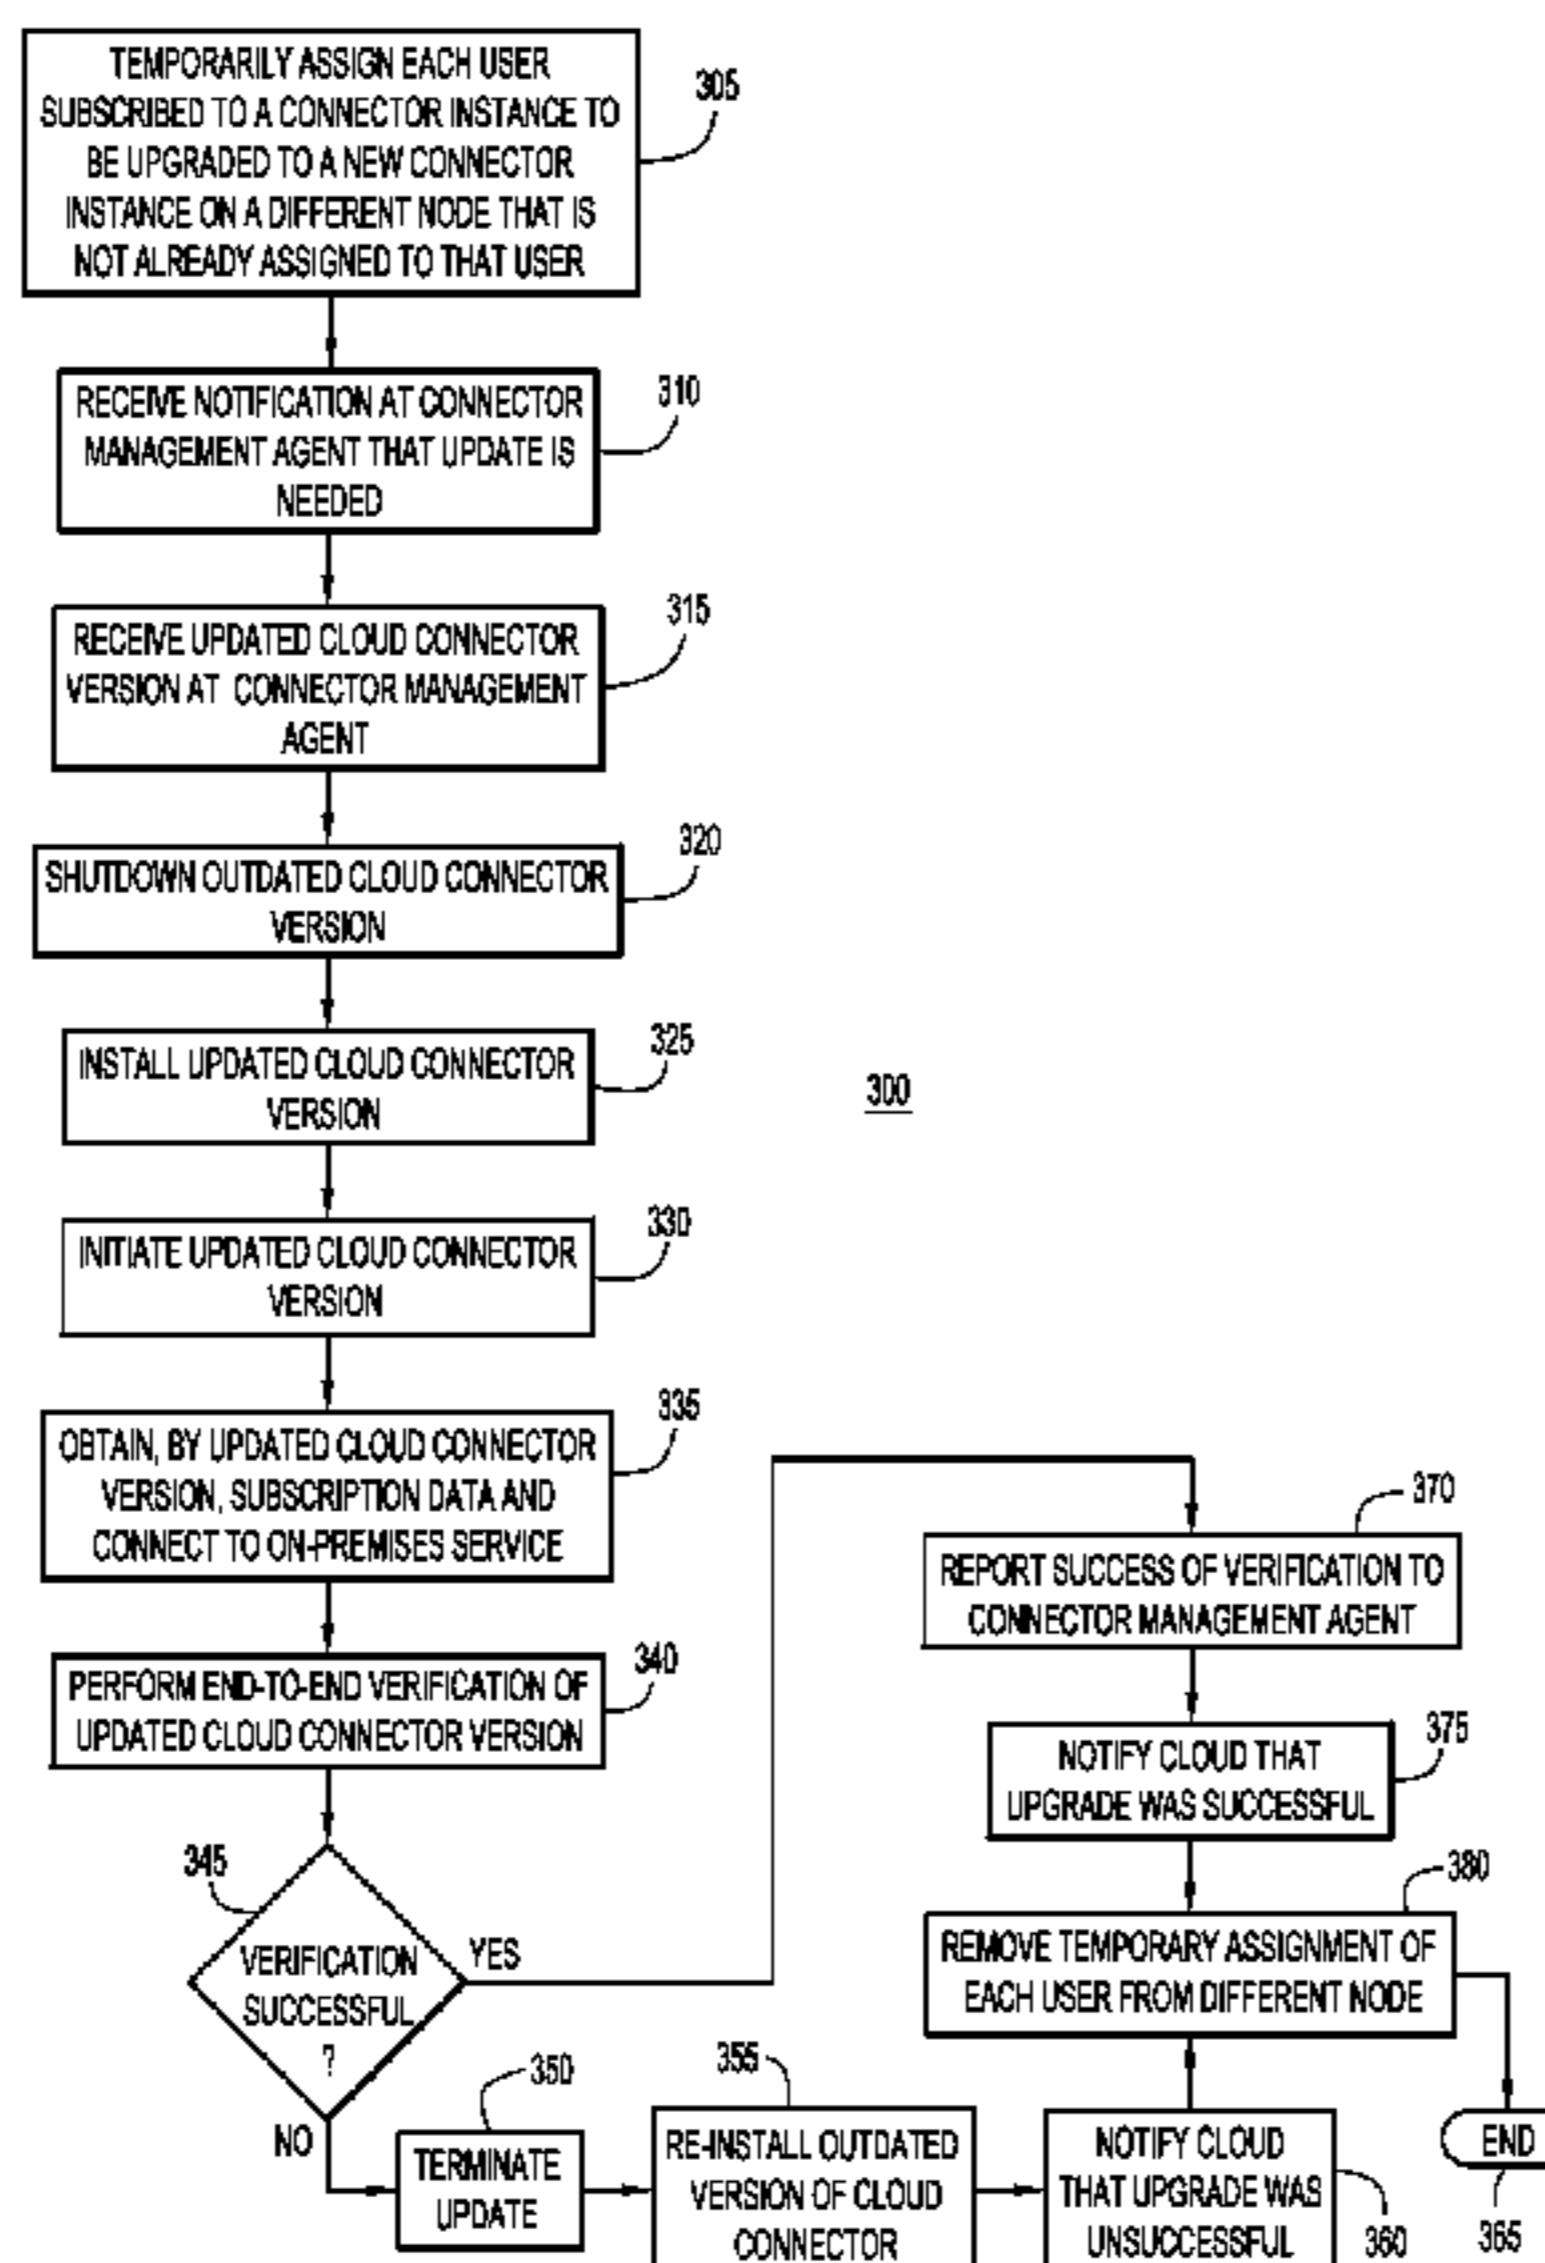 TEMPORARILY ASSIGN EACH USER
SUBSCRIBED TO A CONNECTOR INSTANCE TO
BE UPGRADED TO A NEW CONNECTOR
INSTANCE ON A DIFFERENT NODE THAT IS
NOT ALREADY ASSIGNED TO THAT USER
305
RECEIVE NOTIFICATION AT CONNECTOR
MANAGEMENT AGENT THAT UPDATE IS
NEEDED
310
RECEIVE UPDATED CLOUD CONNECTOR
VERSION AT CONNECTOR MANAGEMENT
AGENT
315
SHUTDOWN OUTDATED CLOUD CONNECTOR
VERSION
320
INSTALL UPDATED CLOUD CONNECTOR
VERSION
325
300
INITIATE UPDATED CLOUD CONNECTOR
VERSION
330
OBTAIN, BY UPDATED CLOUD CONNECTOR
VERSION, SUBSCRIPTION DATA AND
CONNECT TO ON-PREMISES SERVICE
335
PERFORM END-TO-END VERIFICATION OF
UPDATED CLOUD CONNECTOR VERSION
340
345
VERIFICATION
SUCCESSFUL
?
YES
NO
370
REPORT SUCCESS OF VERIFICATION TO
CONNECTOR MANAGEMENT AGENT
375
NOTIFY CLOUD THAT
UPGRADE WAS SUCCESSFUL
380
REMOVE TEMPORARY ASSIGNMENT OF
EACH USER FROM DIFFERENT NODE
350
TERMINATE
UPDATE
355
RE-INSTALL OUTDATED
VERSION OF CLOUD
CONNECTOR
NOTIFY CLOUD
THAT UPGRADE WAS
UNSUCCESSFUL
360
END
365